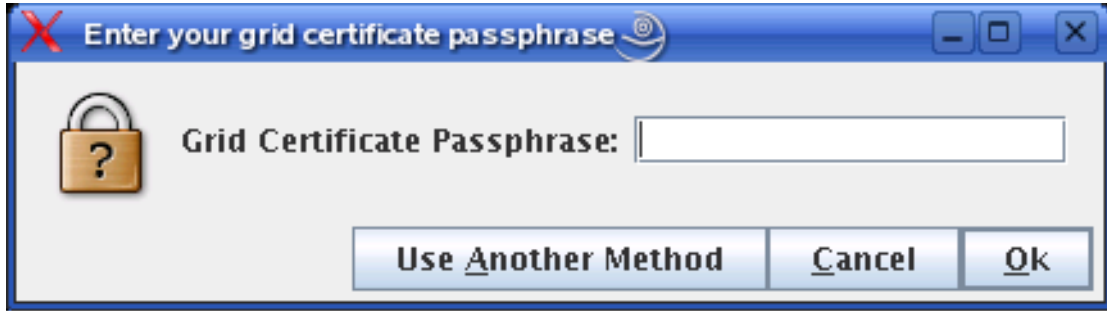 Enter your grid certificate passphrase
?
Grid Certificate Passphrase:
Use Another Method Cancel Ok